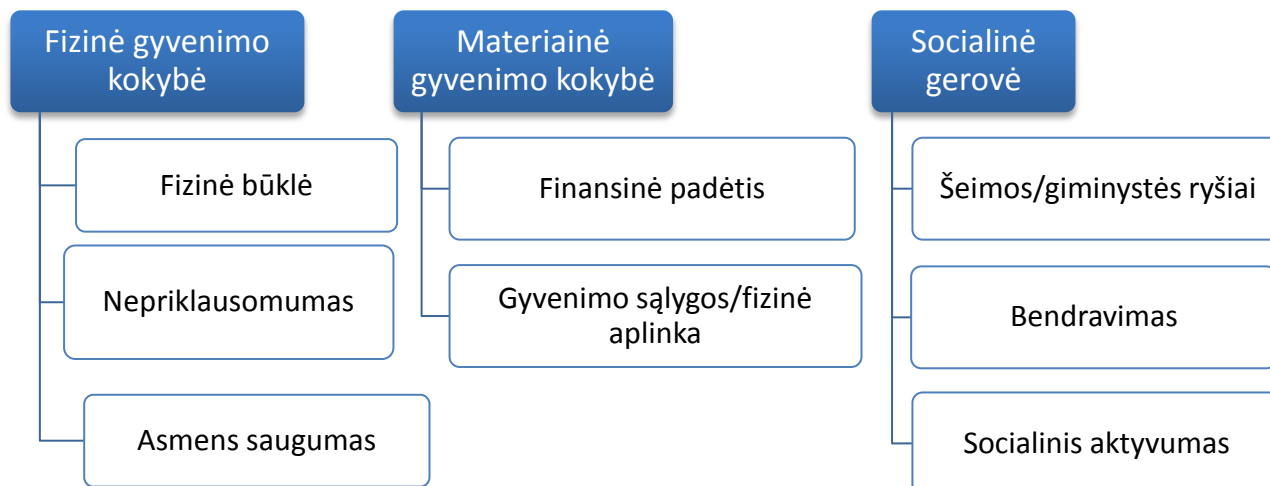 Fizinė gyvenimo
kokybė
Fizinė būklė
Nepriklausomumas
Asmens saugumas
Materiainė
gyvenimo kokybė
Finansinė padėtis
Gyvenimo sąlygos/fizinė
aplinka
Socialinė
gerovė
Šeimos/giminystės ryšiai
Bendravimas
Socialinis aktyvumas